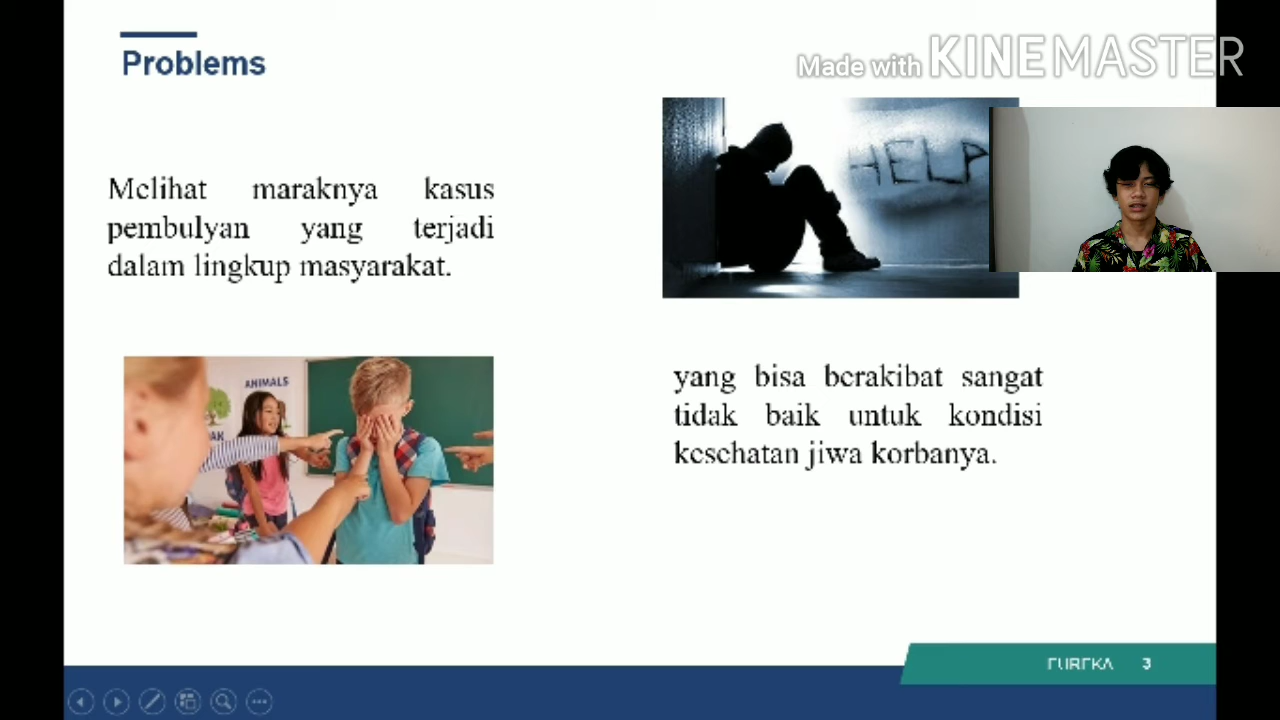 Problems
Made with KINEMASTER
Melihat maraknya kasus
pembulyan yang terjadi
dalam lingkup masyarakat.
HELP
ANIMALS
yang bisa berakibat sangat
tidak baik untuk kondisi
kesehatan jiwa korbanya.
EUREKA 3